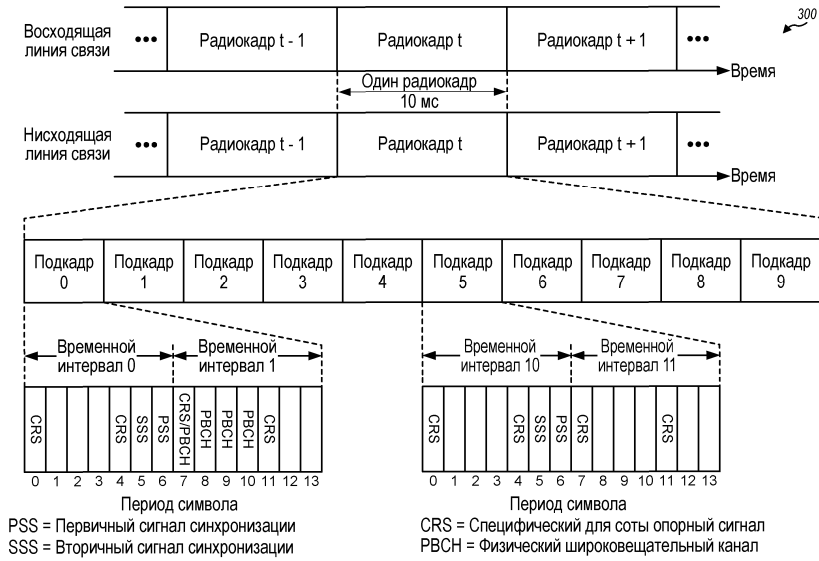 300
Восходящая
линия связи
••• Радиокадр t - 1 Радиокадр t Радиокадр t + 1 •••
Время
Один радиокадр
10 мс
Нисходящая
линия связи
••• Радиокадр t - 1 Радиокадр t Радиокадр t + 1 •••
Время
Подкадр Подкадр Подкадр Подкадр Подкадр Подкадр Подкадр Подкадр Подкадр Подкадр
0 1 2 3 4 5 6 7 8 9
Временной
интервал 0
Временной
интервал 1
CRS CRS SSS PSS CRS/PBCH PBCH PBCH PBCH CRS
0 1 2 3 4 5 6 7 8 9 10 11 12 13
Период символа
Временной
интервал 10
Временной
интервал 11
CRS CRS SSS PSS CRS CRS
0 1 2 3 4 5 6 7 8 9 10 11 12 13
Период символа
PSS = Первичный сигнал синхронизации
SSS = Вторичный сигнал синхронизации
CRS = Специфический для соты опорный сигнал
PBCH = Физический широковещательный канал